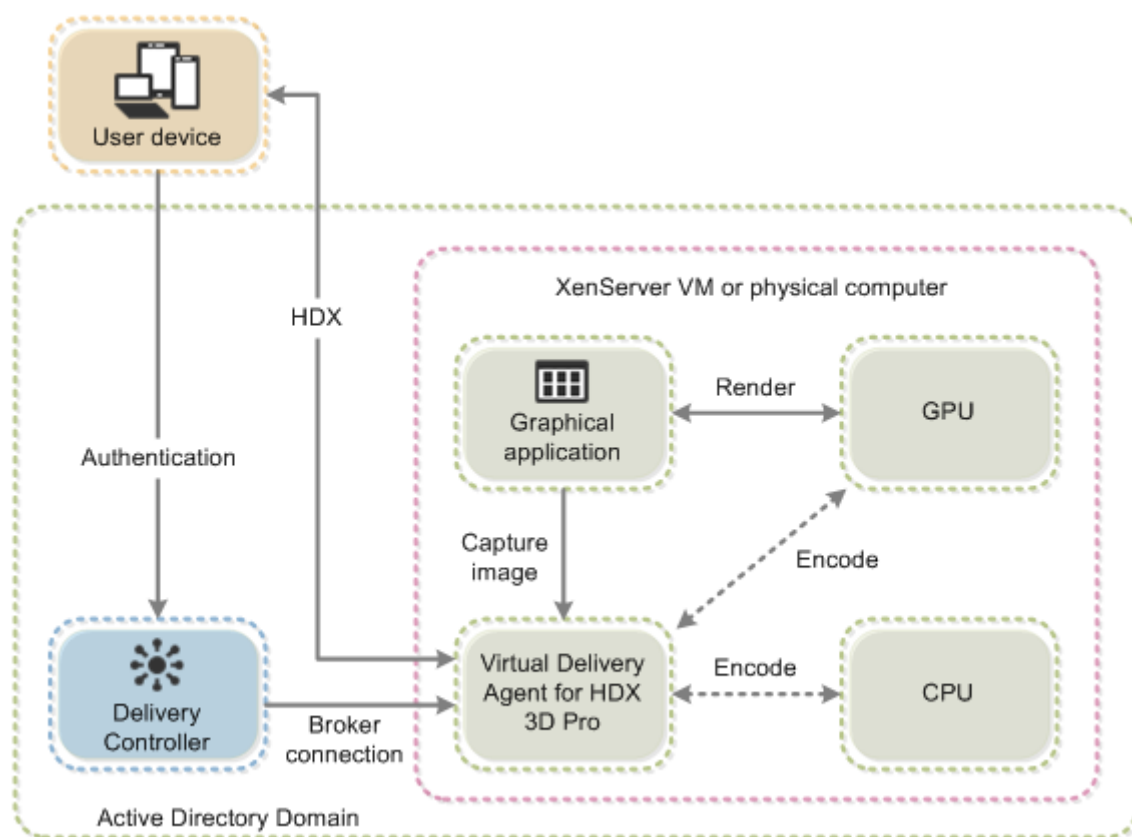 User device
HDX
Authentication
XenServer VM or physical computer
Graphical
application
Render
GPU
Capture
image
Encode
Virtual Delivery
Agent for HDX
3D Pro
Encode
CPU
Delivery
Controller
Broker
connection
Active Directory Domain